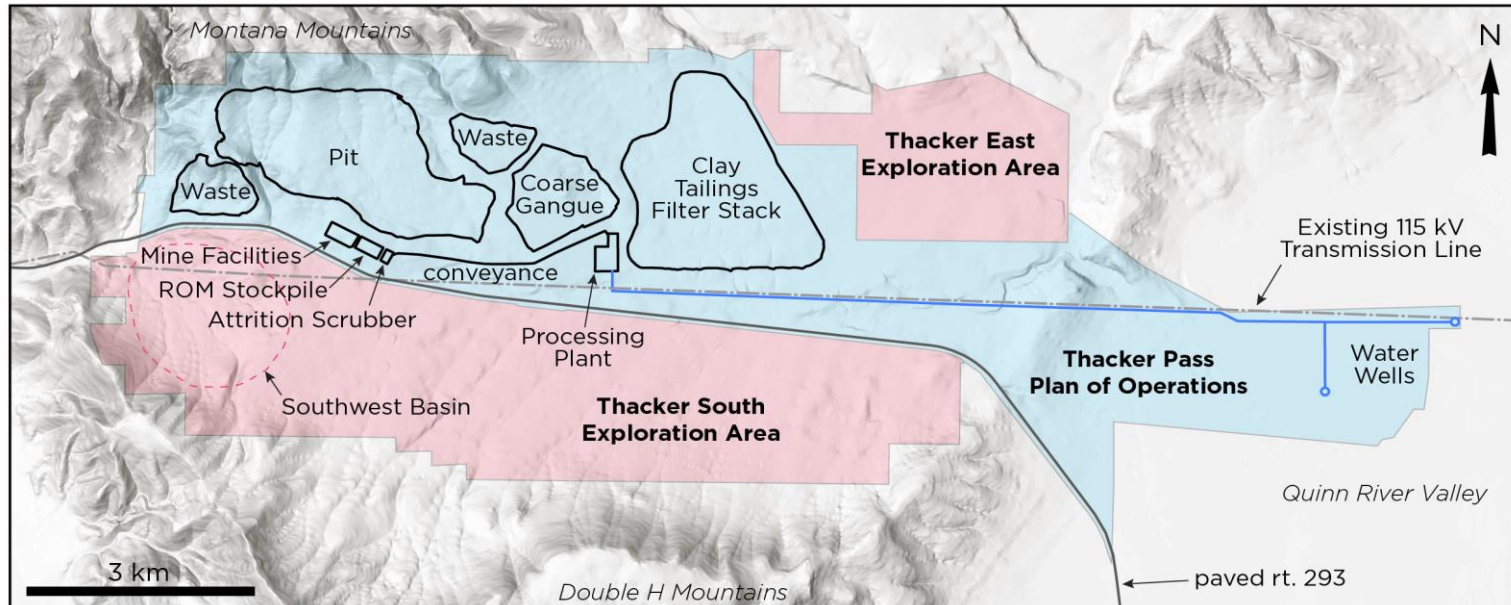 Montana Mountains
N
Waste
Pit
Waste
Coarse
Gangue
Clay
Tailings
Filter Stack
Thacker East
Exploration Area
Mine Facilities
ROM Stockpile
Attrition Scrubber
conveyance
Processing
Plant
Existing 115 kV
Transmission Line
Southwest Basin
Thacker South
Exploration Area
Thacker Pass
Plan of Operations
Water
Wells
Quinn River Valley
3 km
Double H Mountains
paved rt. 293